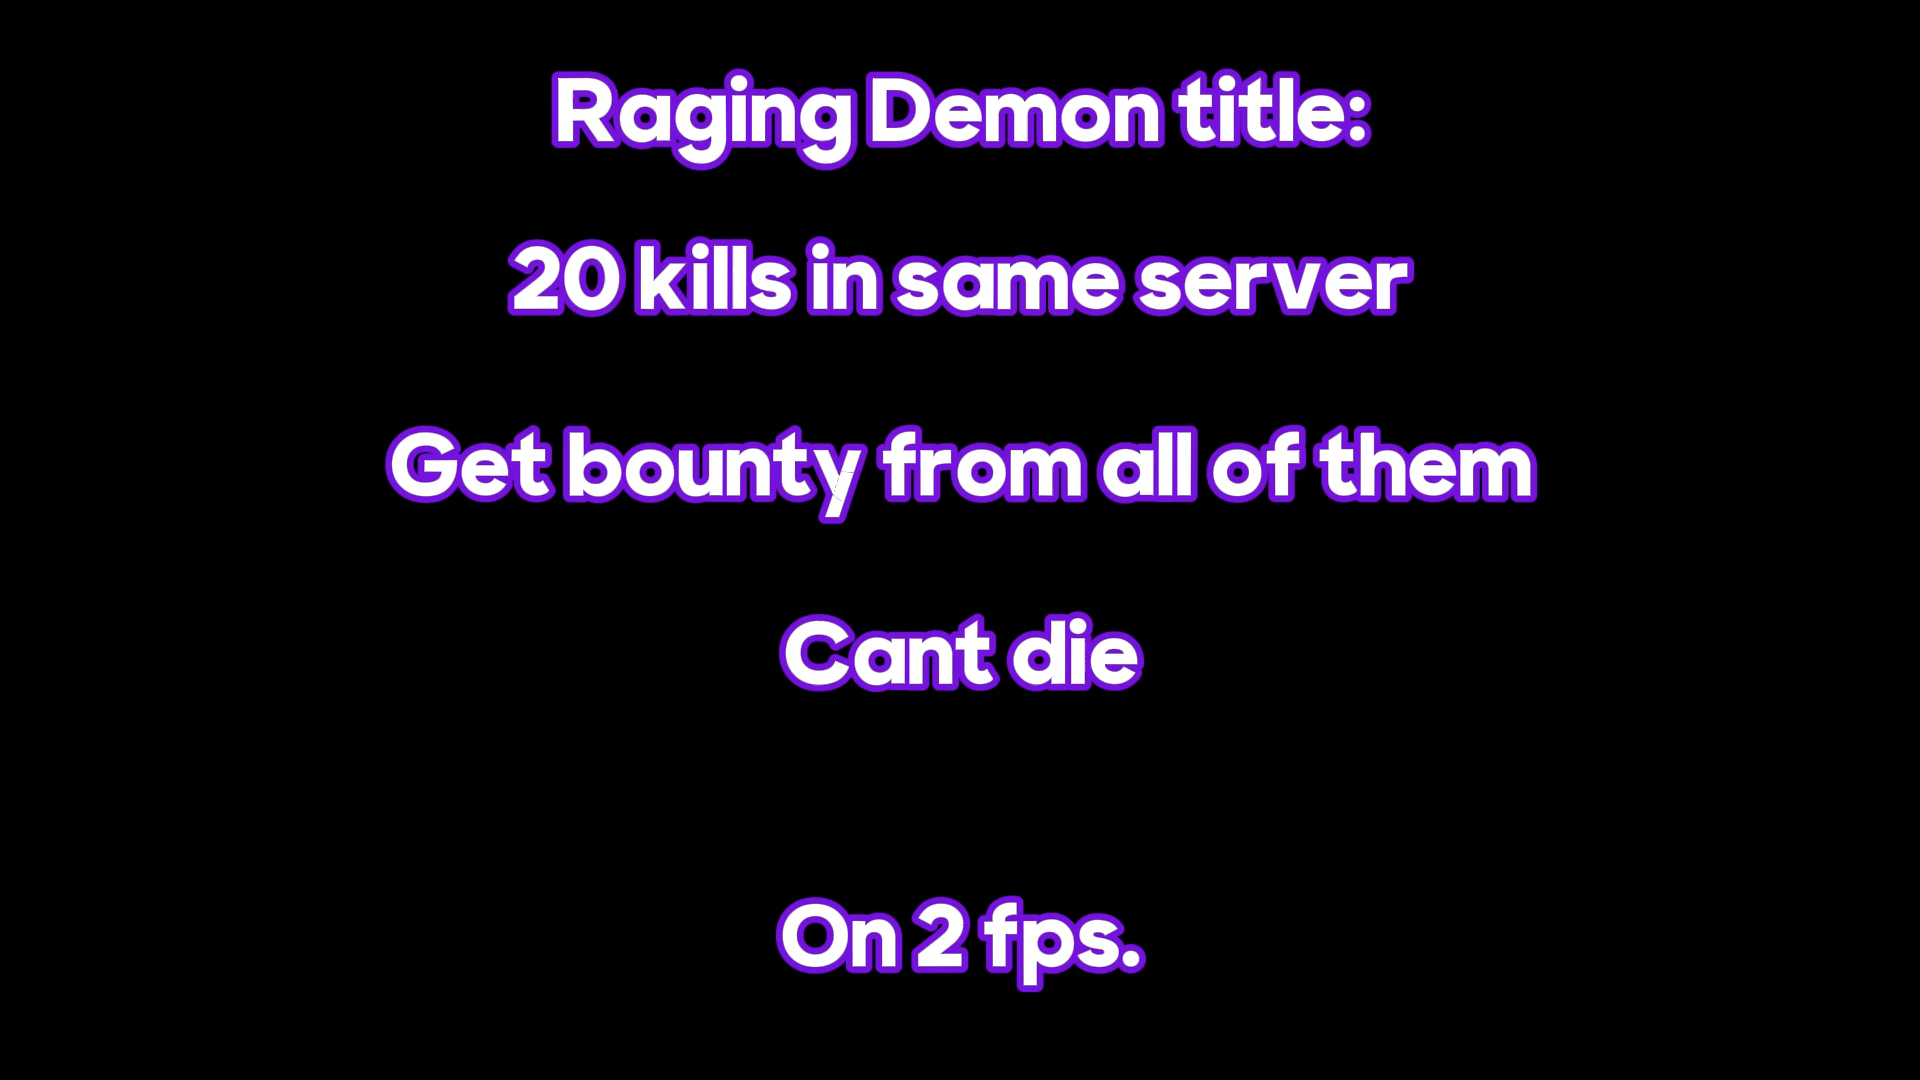 Raging Demon title:
20 kills in same server
Get bounty from all of them
Cant die
On 2 fps.